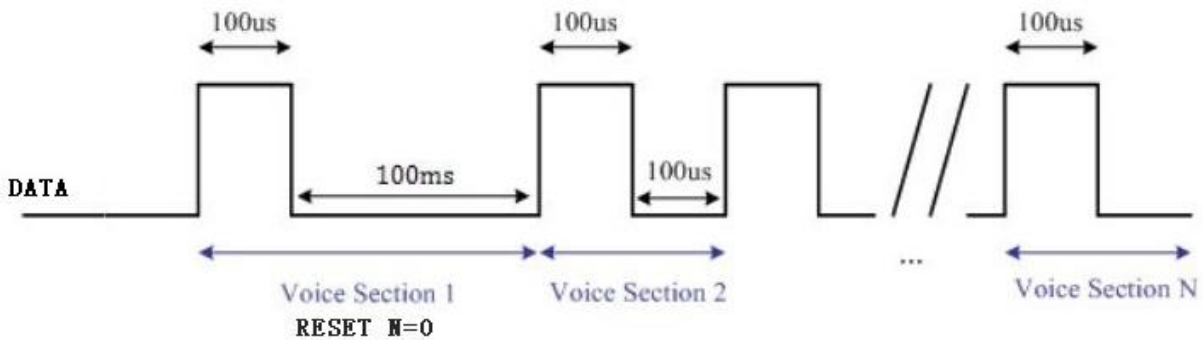 100us 100us 100us
100ms 100us
DATA
...
Voice Section 1 Voice Section 2 Voice Section N
RESET N=0